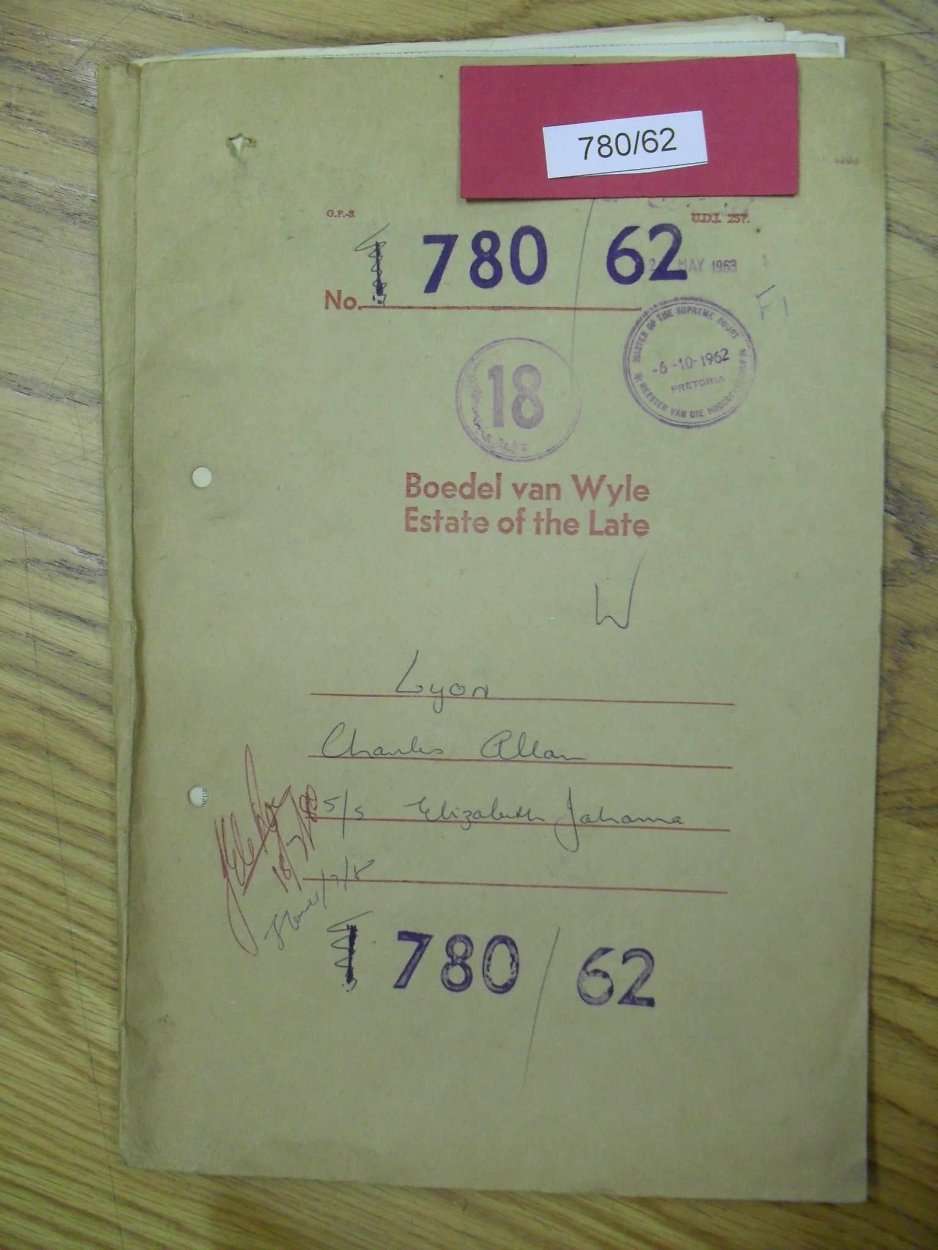 780/62
G.P.-S
U.D.J. 257.
780 / 62
MAY 1963
No.
F1
MASTER OF THE SUPREME COURT
-6-10-1962
PRETORIA
MEESTER VAN DIE HOOGGEREGSHOF
18
Boedel van Wyle
Estate of the Late
W
Lyon
Charles Allan
S/S Elizabeth Johanna
780 / 62